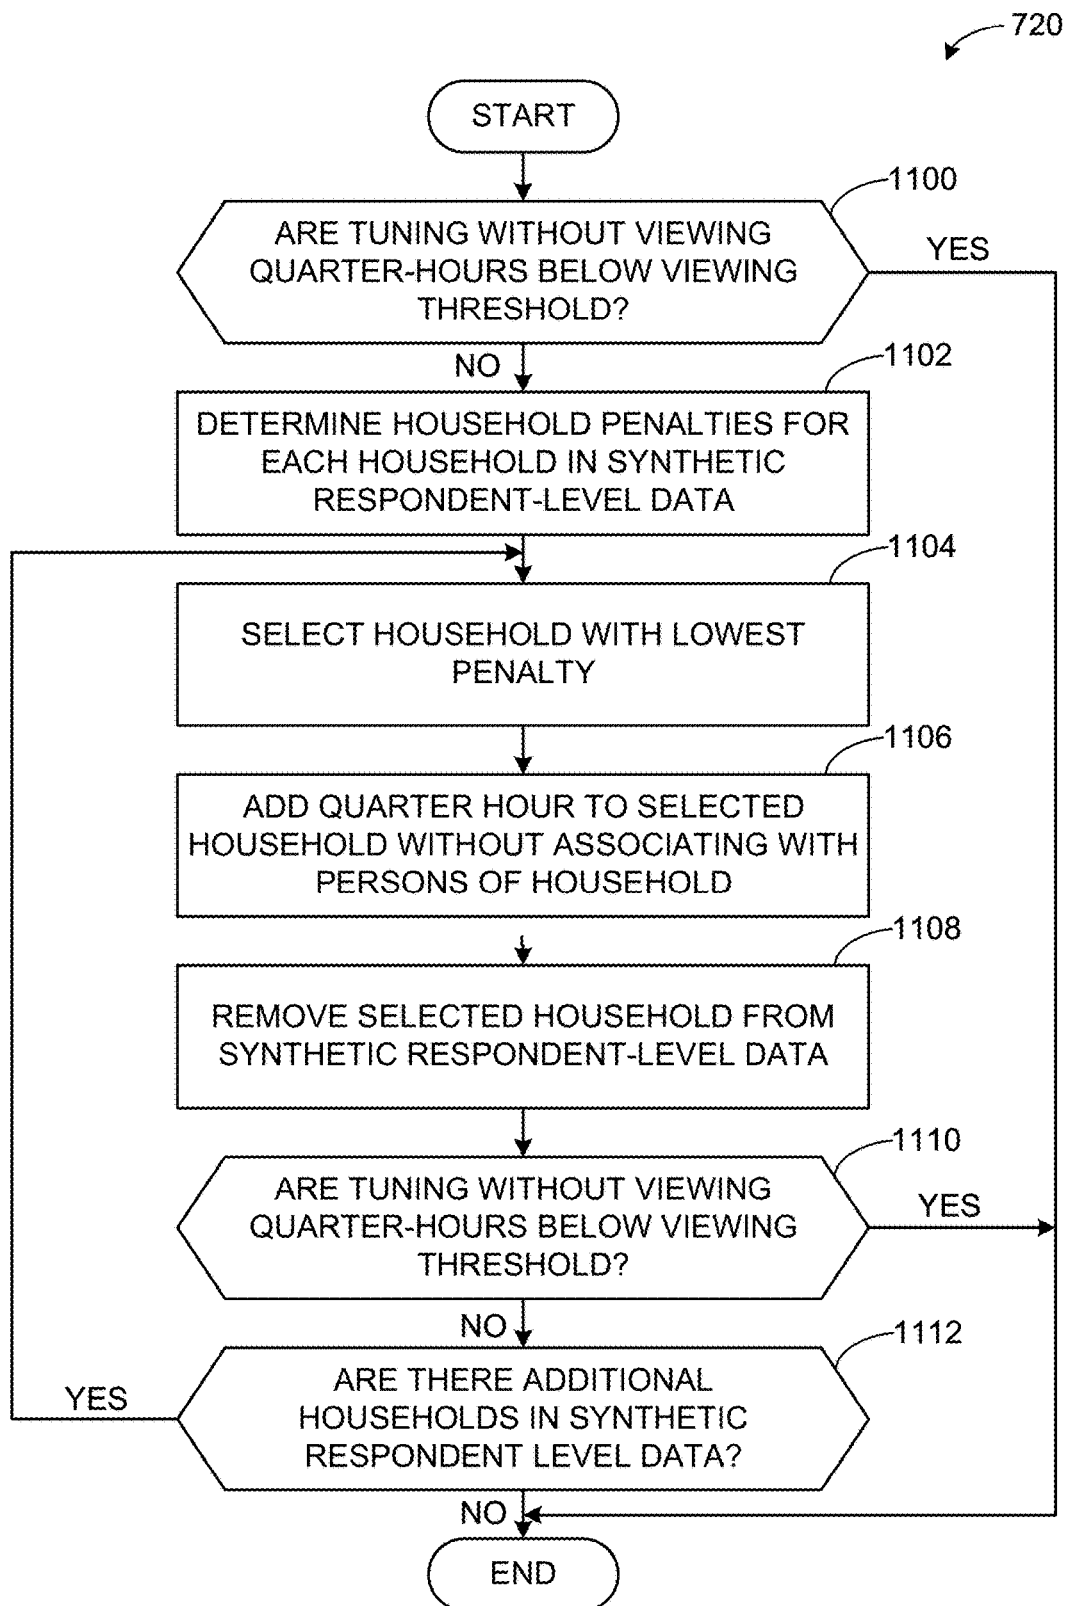 720
START
1100
ARE TUNING WITHOUT VIEWING
QUARTER-HOURS BELOW VIEWING
THRESHOLD?
YES
NO
1102
DETERMINE HOUSEHOLD PENALTIES FOR
EACH HOUSEHOLD IN SYNTHETIC
RESPONDENT-LEVEL DATA
1104
SELECT HOUSEHOLD WITH LOWEST
PENALTY
1106
ADD QUARTER HOUR TO SELECTED
HOUSEHOLD WITHOUT ASSOCIATING WITH
PERSONS OF HOUSEHOLD
1108
REMOVE SELECTED HOUSEHOLD FROM
SYNTHETIC RESPONDENT-LEVEL DATA
1110
ARE TUNING WITHOUT VIEWING
QUARTER-HOURS BELOW VIEWING
THRESHOLD?
YES
NO
1112
ARE THERE ADDITIONAL
HOUSEHOLDS IN SYNTHETIC
RESPONDENT LEVEL DATA?
YES
NO
END